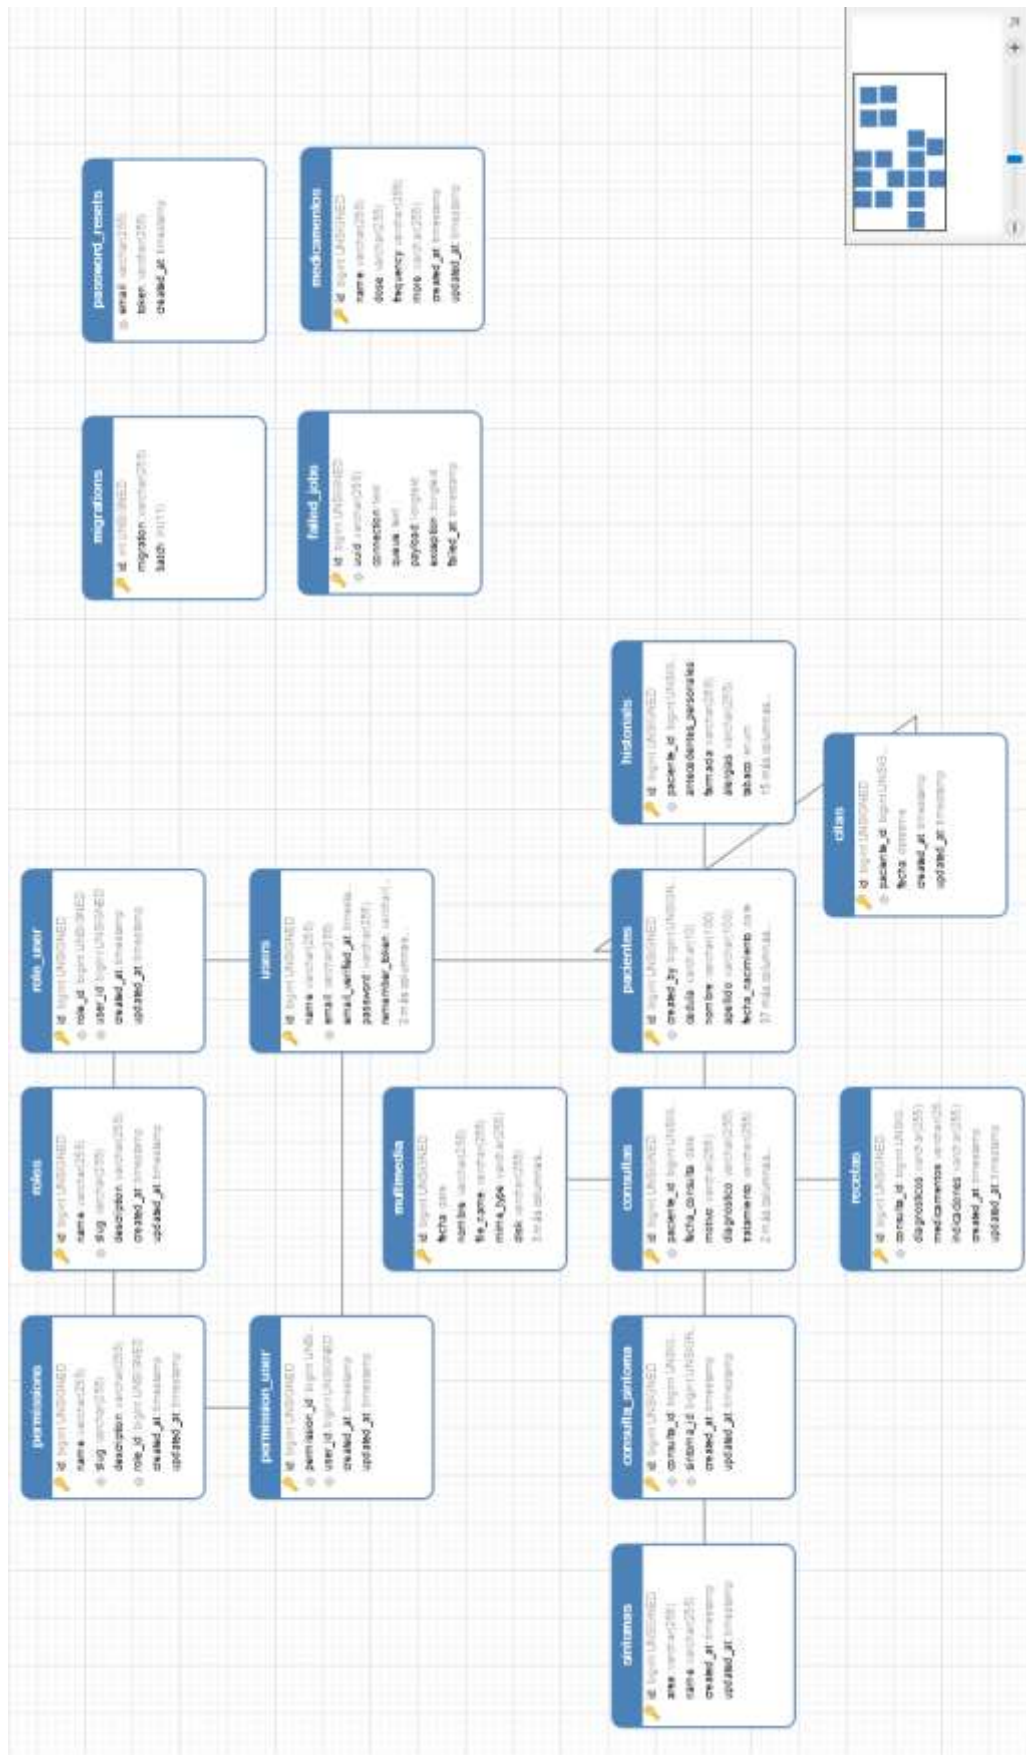 permissions
id bigint UNSIGNED
name varchar(255)
slug varchar(255)
description varchar(255)
role_id bigint UNSIGNED
created_at timestamp
updated_at timestamp
roles
id bigint UNSIGNED
name varchar(255)
slug varchar(255)
description varchar(255)
created_at timestamp
updated_at timestamp
role_user
id bigint UNSIGNED
role_id bigint UNSIGNED
user_id bigint UNSIGNED
created_at timestamp
updated_at timestamp
migrations
id int UNSIGNED
migration varchar(255)
batch int(11)
password_resets
email varchar(255)
token varchar(255)
created_at timestamp
permission_user
id bigint UNSIGNED
permission_id bigint UNSI...
user_id bigint UNSIGNED
created_at timestamp
updated_at timestamp
users
id bigint UNSIGNED
name varchar(255)
email varchar(255)
email_verified_at timesta...
password varchar(255)
remember_token varchar(...
2 más columnas...
failed_jobs
id bigint UNSIGNED
uuid varchar(255)
connection text
queue text
payload longtext
exception longtext
failed_at timestamp
medicamentos
id bigint UNSIGNED
name varchar(255)
dose varchar(255)
frequency varchar(255)
more varchar(255)
created_at timestamp
updated_at timestamp
multimedia
id bigint UNSIGNED
fecha date
nombre varchar(255)
file_name varchar(255)
mime_type varchar(255)
disk varchar(255)
5 más columnas...
sintomas
id bigint UNSIGNED
area varchar(255)
name varchar(255)
created_at timestamp
updated_at timestamp
consulta_sintoma
id bigint UNSIGNED
consulta_id bigint UNSIG...
sintoma_id bigint UNSIGN...
created_at timestamp
updated_at timestamp
consultas
id bigint UNSIGNED
paciente_id bigint UNSIG...
fecha_consulta date
motivo varchar(255)
diagnostico varchar(255)
tratamiento varchar(255)
2 más columnas...
pacientes
id bigint UNSIGNED
created_by bigint UNSIGN...
cedula varchar(10)
nombre varchar(100)
apellido varchar(100)
fecha_nacimiento date
37 más columnas...
historials
id bigint UNSIGNED
paciente_id bigint UNSIG...
antecedentes_personales
farmacia varchar(255)
alergias varchar(255)
tabaco enum
15 más columnas...
recetas
id bigint UNSIGNED
consulta_id bigint UNSIG...
diagnosticos varchar(255)
medicamentos varchar(25...
indicaciones varchar(255)
created_at timestamp
updated_at timestamp
citas
id bigint UNSIGNED
paciente_id bigint UNSIG...
fecha datetime
created_at timestamp
updated_at timestamp